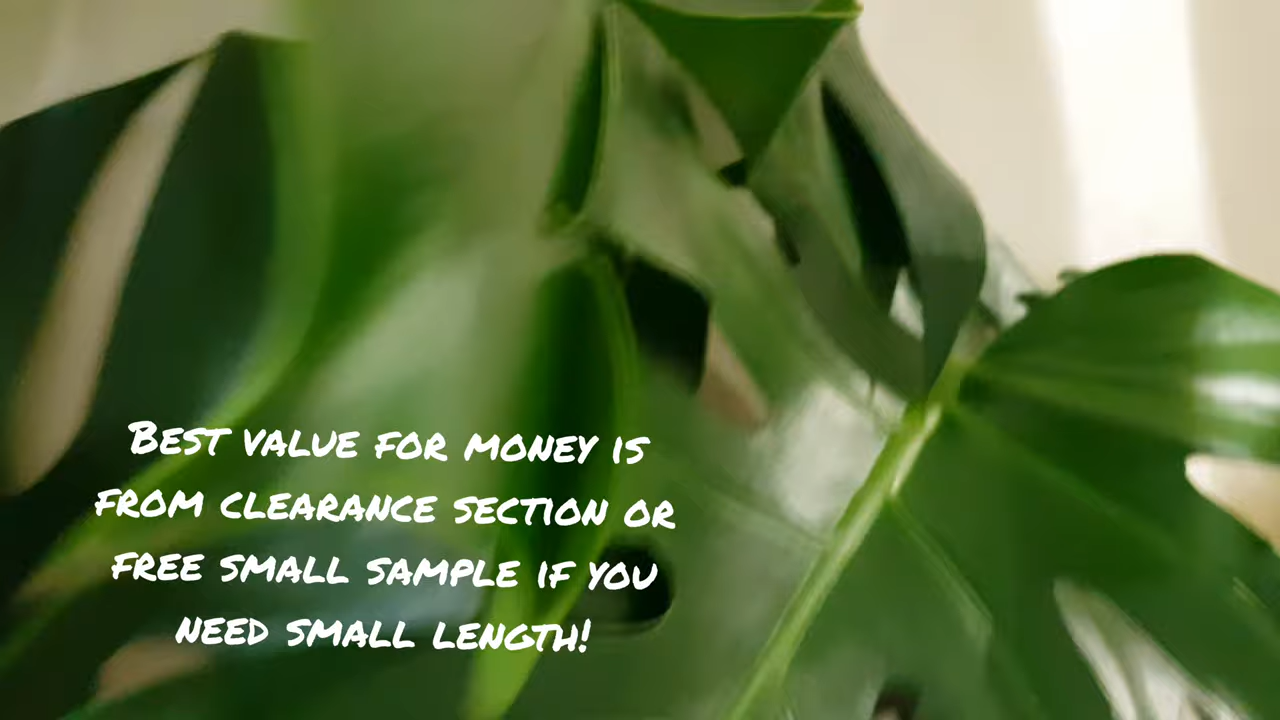 Best value for money is
from clearance section or
free small sample if you
need small length!